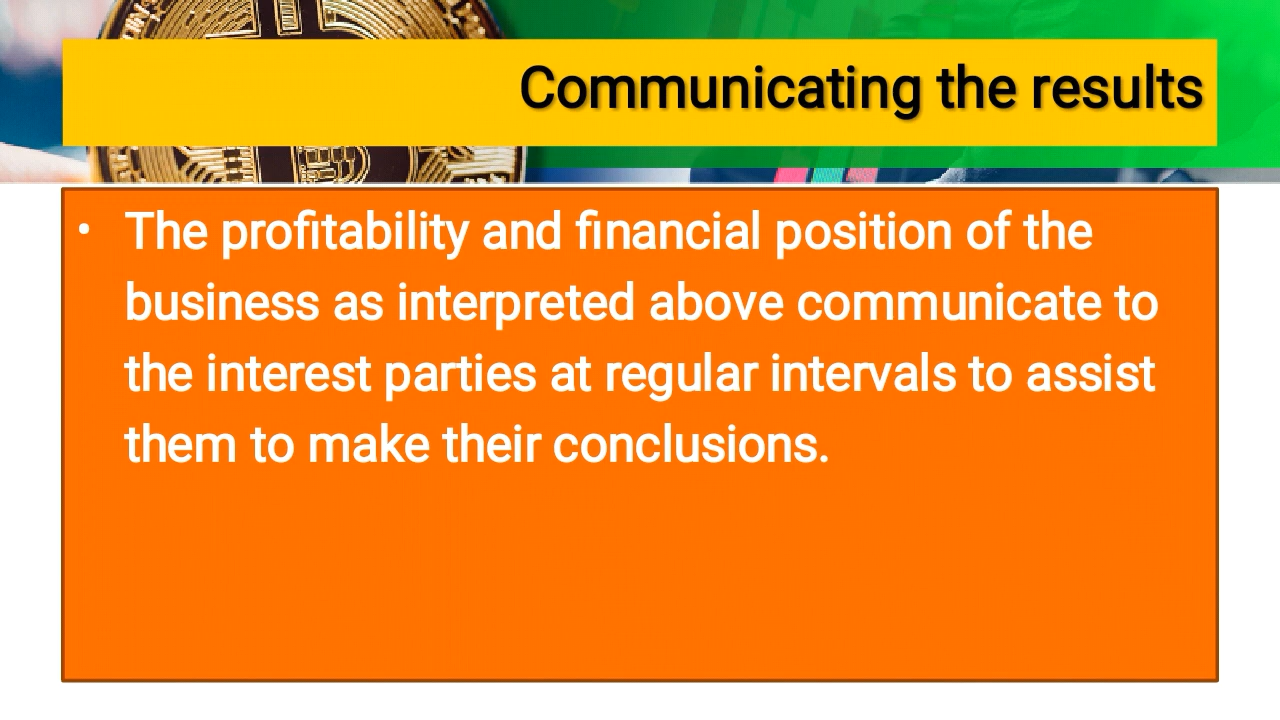 Communicating the results
• The profitability and financial position of the
business as interpreted above communicate to
the interest parties at regular intervals to assist
them to make their conclusions.